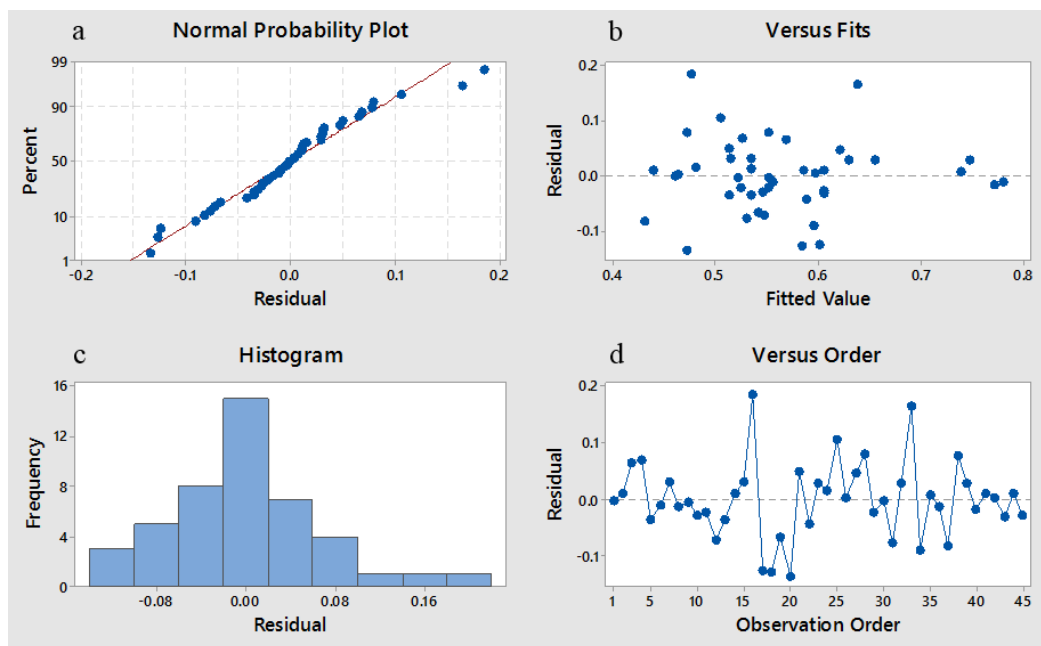 a
Normal Probability Plot
99
90
50
10
1
Percent
-0.2
-0.1
0.0
0.1
0.2
Residual
b
Versus Fits
0.2
0.1
0.0
-0.1
Residual
0.4
0.5
0.6
0.7
0.8
Fitted Value
c
Histogram
16
12
8
4
0
Frequency
-0.08
0.00
0.08
0.16
Residual
d
Versus Order
0.2
0.1
0.0
-0.1
Residual
1
5
10
15
20
25
30
35
40
45
Observation Order